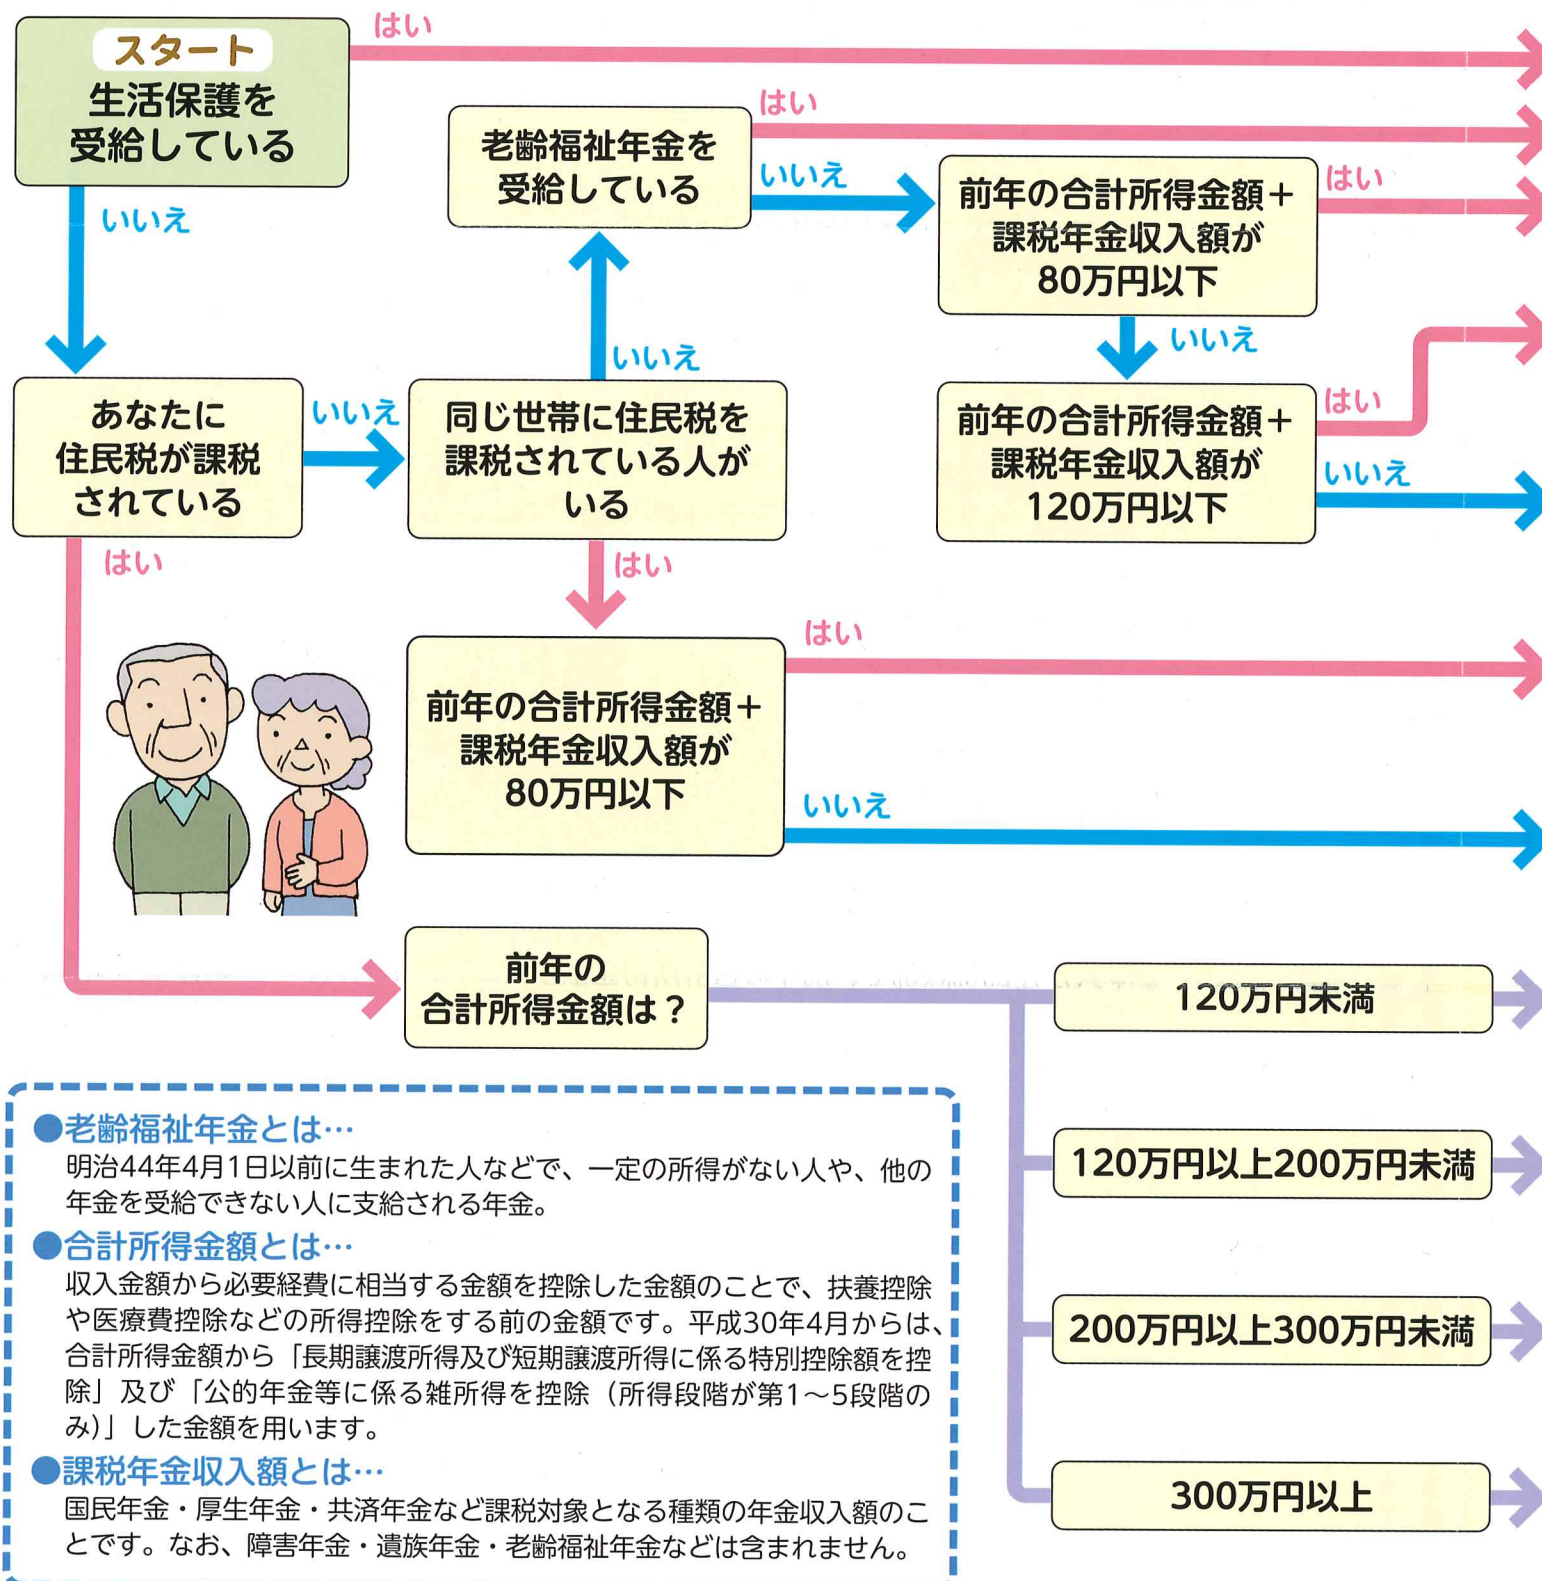 スタート
生活保護を
受給している
はい
いいえ
老齢福祉年金を
受給している
はい
いいえ
前年の合計所得金額＋
課税年金収入額が
80万円以下
はい
いいえ
あなたに
住民税が課税
されている
いいえ
はい
同じ世帯に住民税を
課税されている人が
いる
いいえ
はい
前年の合計所得金額＋
課税年金収入額が
120万円以下
はい
いいえ
前年の合計所得金額＋
課税年金収入額が
80万円以下
はい
いいえ
前年の
合計所得金額は？
120万円未満
120万円以上200万円未満
200万円以上300万円未満
300万円以上
●老齢福祉年金とは…
明治44年4月1日以前に生まれた人などで、一定の所得がない人や、他の
年金を受給できない人に支給される年金。
●合計所得金額とは…
収入金額から必要経費に相当する金額を控除した金額のことで、扶養控除
や医療費控除などの所得控除をする前の金額です。平成30年4月からは、
合計所得金額から「長期譲渡所得及び短期譲渡所得に係る特別控除額を控
除」及び「公的年金等に係る雑所得を控除（所得段階が第1～5段階の
み）」した金額を用います。
●課税年金収入額とは…
国民年金・厚生年金・共済年金など課税対象となる種類の年金収入額のこ
とです。なお、障害年金・遺族年金・老齢福祉年金などは含まれません。